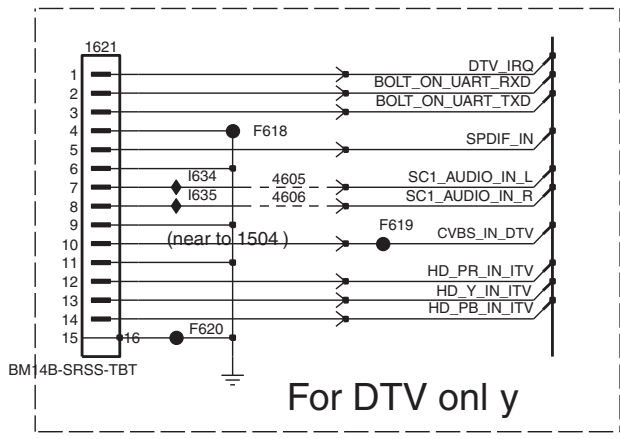 1621
1 DTV_IRQ
2 BOLT_ON_UART_RXD
3 BOLT_ON_UART_TXD
4 F618
5 SPDIF_IN
6
7 I634 4605 SC1_AUDIO_IN_L
8 I635 4606 SC1_AUDIO_IN_R
9 F619
10 (near to 1504 ) CVBS_IN_DTV
11
12 HD_PR_IN_ITV
13 HD_Y_IN_ITV
14 HD_PB_IN_ITV
15 16 F620
BM14B-SRSS-TBT
For DTV onl y